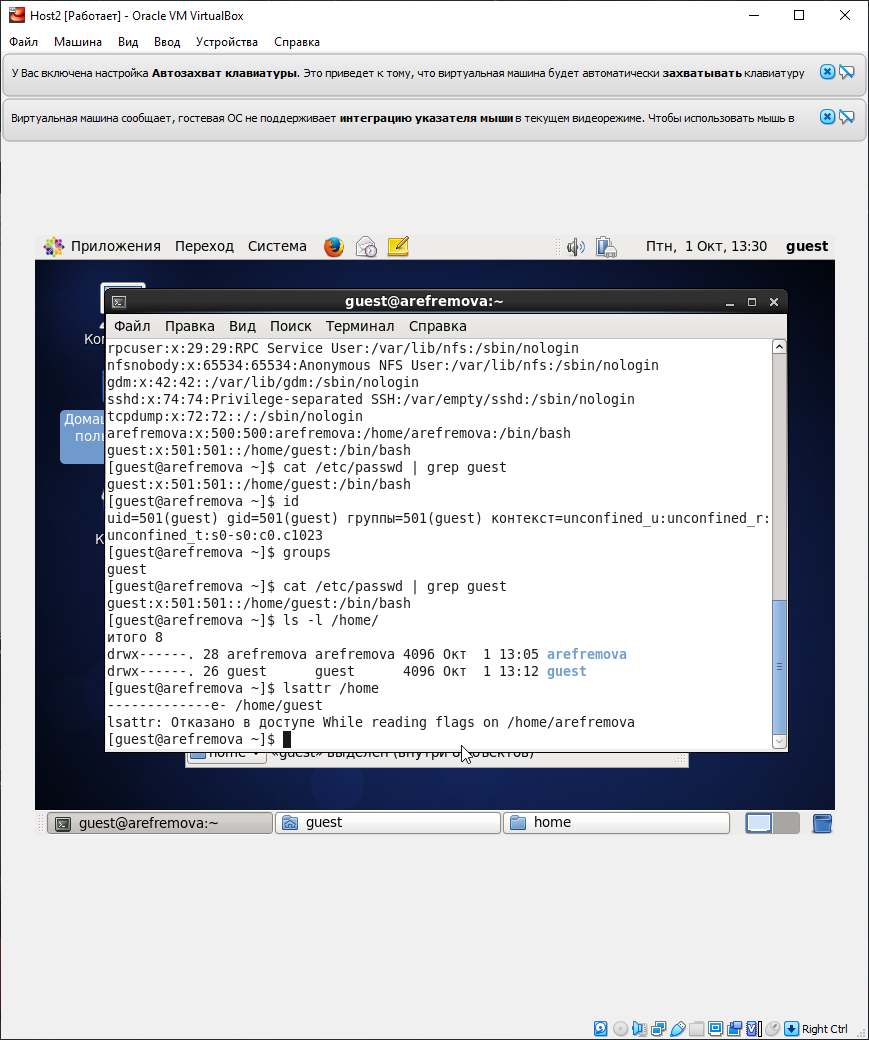 Host2 [Работает] - Oracle VM VirtualBox
Файл Машина Вид Ввод Устройства Справка
У Вас включена настройка Автозахват клавиатуры. Это приведет к тому, что виртуальная машина будет автоматически захватывать клавиатуру
Виртуальная машина сообщает, гостевая ОС не поддерживает интеграцию указателя мыши в текущем видеорежиме. Чтобы использовать мышь в
Приложения Переход Система Птн, 1 Окт, 13:30 guest
guest@arefremova:~
Файл Правка Вид Поиск Терминал Справка
rpcuser:x:29:29:RPC Service User:/var/lib/nfs:/sbin/nologin
nfsnobody:x:65534:65534:Anonymous NFS User:/var/lib/nfs:/sbin/nologin
gdm:x:42:42::/var/lib/gdm:/sbin/nologin
sshd:x:74:74:Privilege-separated SSH:/var/empty/sshd:/sbin/nologin
tcpdump:x:72:72::/:/sbin/nologin
arefremova:x:500:500:arefremova:/home/arefremova:/bin/bash
guest:x:501:501::/home/guest:/bin/bash
[guest@arefremova ~]$ cat /etc/passwd | grep guest
guest:x:501:501::/home/guest:/bin/bash
[guest@arefremova ~]$ id
uid=501(guest) gid=501(guest) группы=501(guest) контекст=unconfined_u:unconfined_r:
unconfined_t:s0-s0:c0.c1023
[guest@arefremova ~]$ groups
guest
[guest@arefremova ~]$ cat /etc/passwd | grep guest
guest:x:501:501::/home/guest:/bin/bash
[guest@arefremova ~]$ ls -l /home/
итого 8
drwx------. 28 arefremova arefremova 4096 Окт  1 13:05 arefremova
drwx------. 26 guest      guest      4096 Окт  1 13:12 guest
[guest@arefremova ~]$ lsattr /home
-------------e- /home/guest
lsattr: Отказано в доступе While reading flags on /home/arefremova
[guest@arefremova ~]$
home «guest» выделен (внутри объектов)
guest@arefremova:~ guest home
Right Ctrl